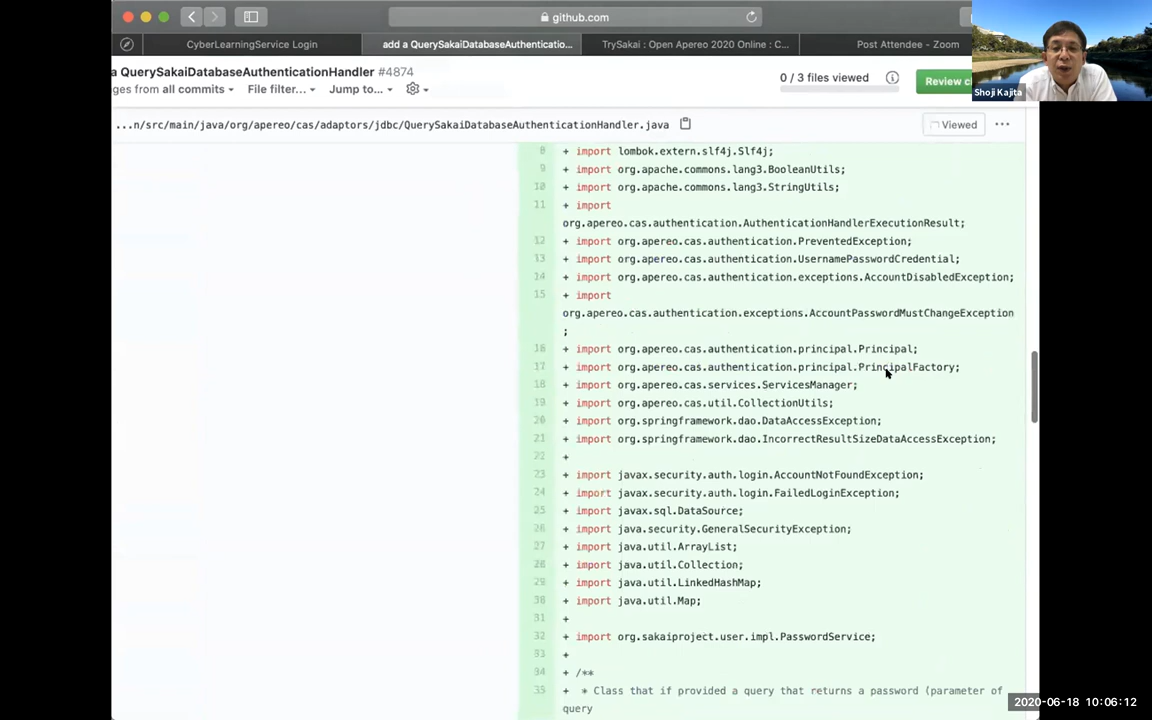 github.com
CyberLearningService Login
add a QuerySakaiDatabaseAuthenticatio...
TrySakai : Open Apereo 2020 Online : C...
Post Attendee - Zoom
a QuerySakaiDatabaseAuthenticationHandler #4874
ges from all commits
File filter...
Jump to...
0 / 3 files viewed
Review c
Shoji Kajita
...n/src/main/java/org/apereo/cas/adaptors/jdbc/QuerySakaiDatabaseAuthenticationHandler.java
Viewed
8 + import lombok.extern.slf4j.Slf4j;
9 + import org.apache.commons.lang3.BooleanUtils;
10 + import org.apache.commons.lang3.StringUtils;
11 + import
org.apereo.cas.authentication.AuthenticationHandlerExecutionResult;
12 + import org.apereo.cas.authentication.PreventedException;
13 + import org.apereo.cas.authentication.UsernamePasswordCredential;
14 + import org.apereo.cas.authentication.exceptions.AccountDisabledException;
15 + import
org.apereo.cas.authentication.exceptions.AccountPasswordMustChangeException
;
16 + import org.apereo.cas.authentication.principal.Principal;
17 + import org.apereo.cas.authentication.principal.PrincipalFactory;
18 + import org.apereo.cas.services.ServicesManager;
19 + import org.apereo.cas.util.CollectionUtils;
20 + import org.springframework.dao.DataAccessException;
21 + import org.springframework.dao.IncorrectResultSizeDataAccessException;
22 +
23 + import javax.security.auth.login.AccountNotFoundException;
24 + import javax.security.auth.login.FailedLoginException;
25 + import javax.sql.DataSource;
26 + import java.security.GeneralSecurityException;
27 + import java.util.ArrayList;
28 + import java.util.Collection;
29 + import java.util.LinkedHashMap;
30 + import java.util.Map;
31 +
32 + import org.sakaiproject.user.impl.PasswordService;
33 +
34 + /**
35 + * Class that if provided a query that returns a password (parameter of
query
2020-06-18 10:06:12